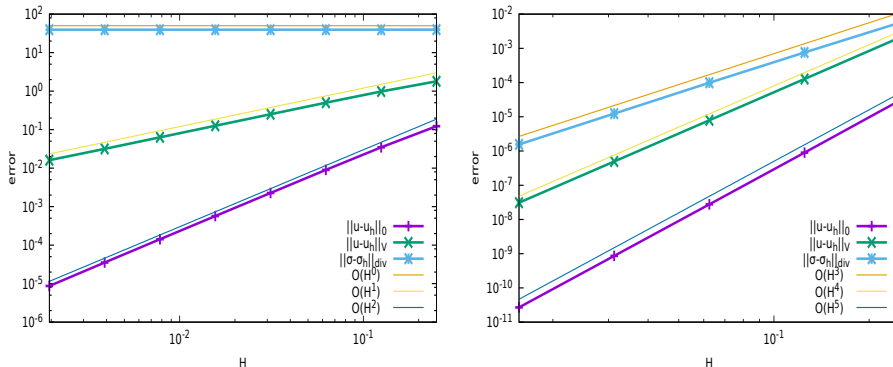 10^2
10^1
10^0
10^-1
10^-2
10^-3
10^-4
10^-5
10^-6
error
10^-2
10^-1
H
||u-u_h||_0
||u-u_h||_V
||σ-σ_h||_div
O(H^0)
O(H^1)
O(H^2)
10^-2
10^-3
10^-4
10^-5
10^-6
10^-7
10^-8
10^-9
10^-10
10^-11
error
10^-1
H
||u-u_h||_0
||u-u_h||_V
||σ-σ_h||_div
O(H^3)
O(H^4)
O(H^5)